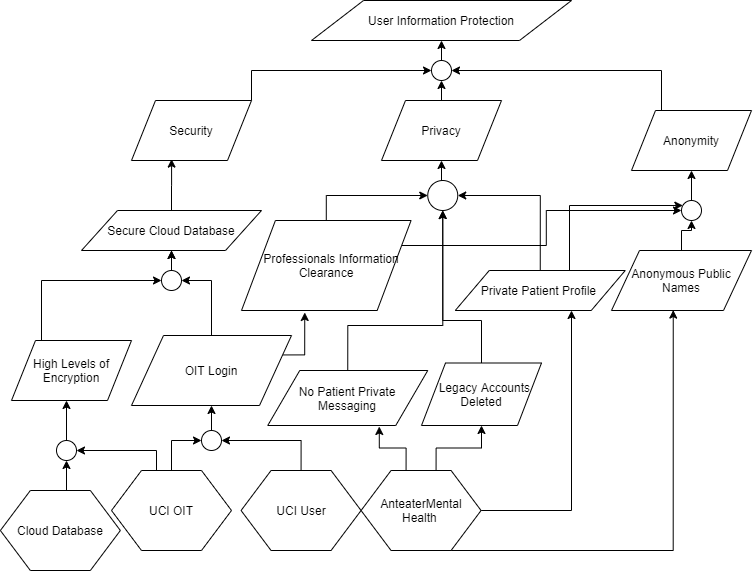 User Information Protection
Security
Privacy
Anonymity
Secure Cloud Database
Professionals Information
Clearance
Private Patient Profile
Anonymous Public
Names
High Levels of
Encryption
OIT Login
No Patient Private
Messaging
Legacy Accounts
Deleted
Cloud Database
UCI OIT
UCI User
AnteaterMental
Health